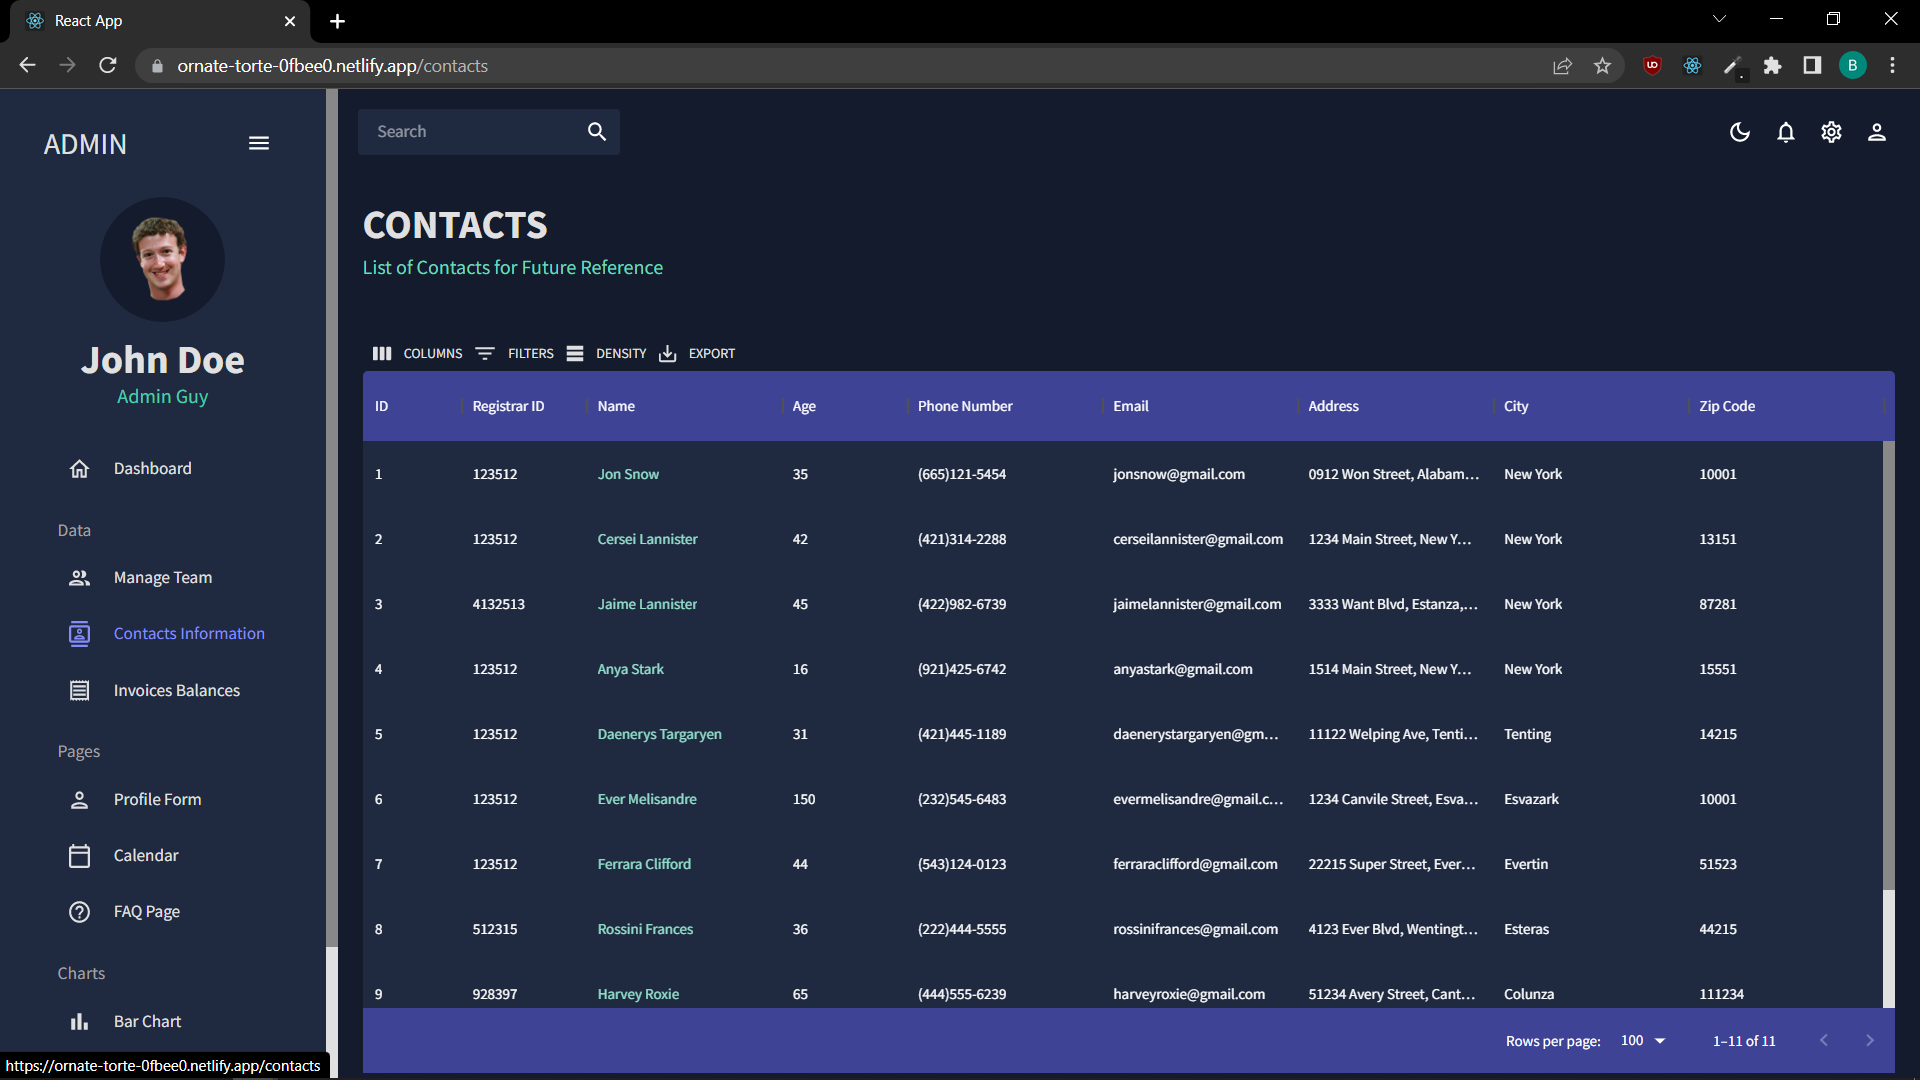 React App
ornate-torte-0fbee0.netlify.app/contacts
B
ADMIN
Search
CONTACTS
List of Contacts for Future Reference
John Doe
Admin Guy
Dashboard
Data
Manage Team
Contacts Information
Invoices Balances
Pages
Profile Form
Calendar
FAQ Page
Charts
Bar Chart
COLUMNS FILTERS DENSITY EXPORT
ID Registrar ID Name Age Phone Number Email Address City Zip Code
1 123512 Jon Snow 35 (665)121-5454 jonsnow@gmail.com 0912 Won Street, Alabam... New York 10001
2 123512 Cersei Lannister 42 (421)314-2288 cerseilannister@gmail.com 1234 Main Street, New Y... New York 13151
3 4132513 Jaime Lannister 45 (422)982-6739 jaimelannister@gmail.com 3333 Want Blvd, Estanza,... New York 87281
4 123512 Anya Stark 16 (921)425-6742 anyastark@gmail.com 1514 Main Street, New Y... New York 15551
5 123512 Daenerys Targaryen 31 (421)445-1189 daenerystargaryen@gm... 11122 Welping Ave, Tenti... Tenting 14215
6 123512 Ever Melisandre 150 (232)545-6483 evermelisandre@gmail.c... 1234 Canvile Street, Esva... Esvazark 10001
7 123512 Ferrara Clifford 44 (543)124-0123 ferraraclifford@gmail.com 22215 Super Street, Ever... Evertin 51523
8 512315 Rossini Frances 36 (222)444-5555 rossinifrances@gmail.com 4123 Ever Blvd, Wentingt... Esteras 44215
9 928397 Harvey Roxie 65 (444)555-6239 harveyroxie@gmail.com 51234 Avery Street, Cant... Colunza 111234
Rows per page: 100 1–11 of 11
https://ornate-torte-0fbee0.netlify.app/contacts